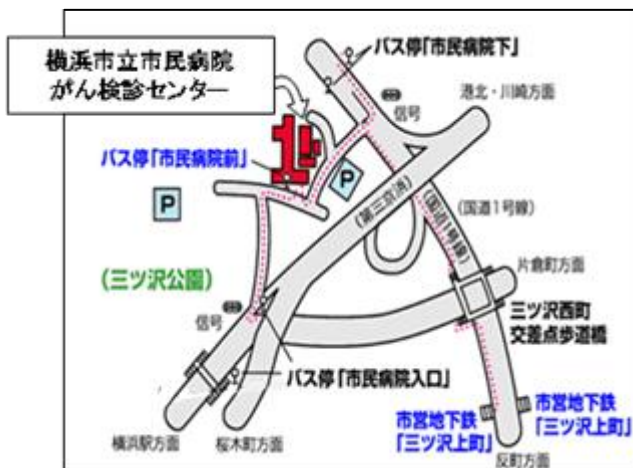 横浜市立市民病院
がん検診センター
バス停「市民病院下」
信号
港北・川崎方面
バス停「市民病院前」
P
P
(第三京浜)
(国道1号線)
(国道1号線)
片倉町方面
(三ツ沢公園)
三ツ沢西町
交差点歩道橋
信号
バス停「市民病院入口」
市営地下鉄
「三ツ沢上町」
市営地下鉄
「三ツ沢上町」
横浜駅方面
桜木町方面
反町方面